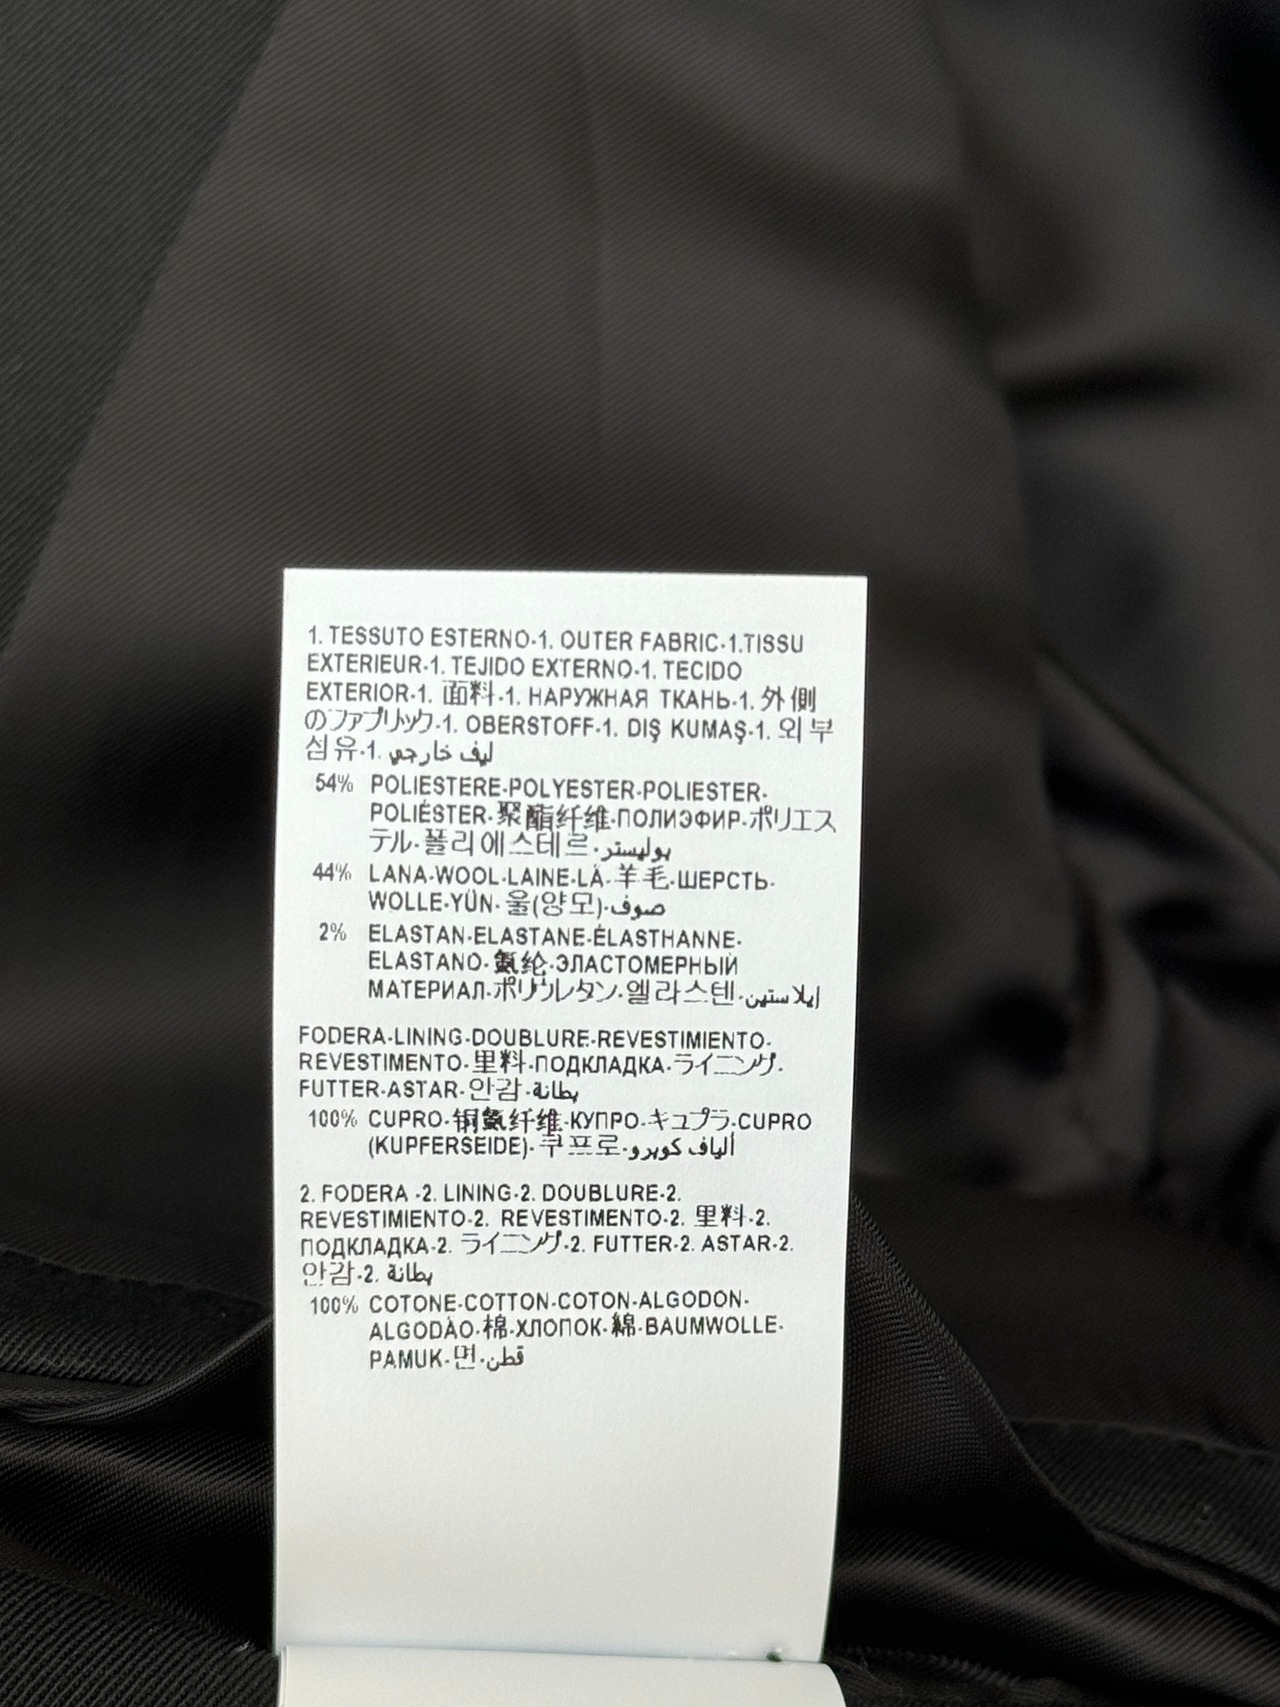 1. TESSUTO ESTERNO-1. OUTER FABRIC-1.TISSU
EXTERIEUR-1. TEJIDO EXTERNO-1. TECIDO
EXTERIOR-1. 面料-1. НАРУЖНАЯ ТКАНЬ-1. 外側
のファブリック-1. OBERSTOFF-1. DIŞ KUMAŞ-1. 외부
섬유-1. ليف خارجي
54% POLIESTERE-POLYESTER-POLIESTER-
POLIÉSTER-聚酯纤维-ПОЛИЭФИР-ポリエス
テル-폴리에스테르-بوليستر
44% LANA-WOOL-LAINE-LÃ-羊毛-ШЕРСТЬ-
WOLLE-YÜN-울(양모)-صوف
2% ELASTAN-ELASTANE-ÉLASTHANNE-
ELASTANO-氨纶-ЭЛАСТОМЕРНЫЙ
МАТЕРИАЛ-ポリウレタン-엘라스텐-إيلاستين
FODERA-LINING-DOUBLURE-REVESTIMIENTO-
REVESTIMENTO-里料-ПОДКЛАДКА-ライニング-
FUTTER-ASTAR-안감-بطانة
100% CUPRO-铜氨纤维-КУПРО-キュプラ-CUPRO
(KUPFERSEIDE)-쿠프로-ألياف كوبرو
2. FODERA -2. LINING-2. DOUBLURE-2.
REVESTIMIENTO-2. REVESTIMENTO-2. 里料-2.
ПОДКЛАДКА-2. ライニング-2. FUTTER-2. ASTAR-2.
안감-2. بطانة
100% COTONE-COTTON-COTON-ALGODON-
ALGODÃO-棉-ХЛОПОК-綿-BAUMWOLLE-
PAMUK-면-قطن